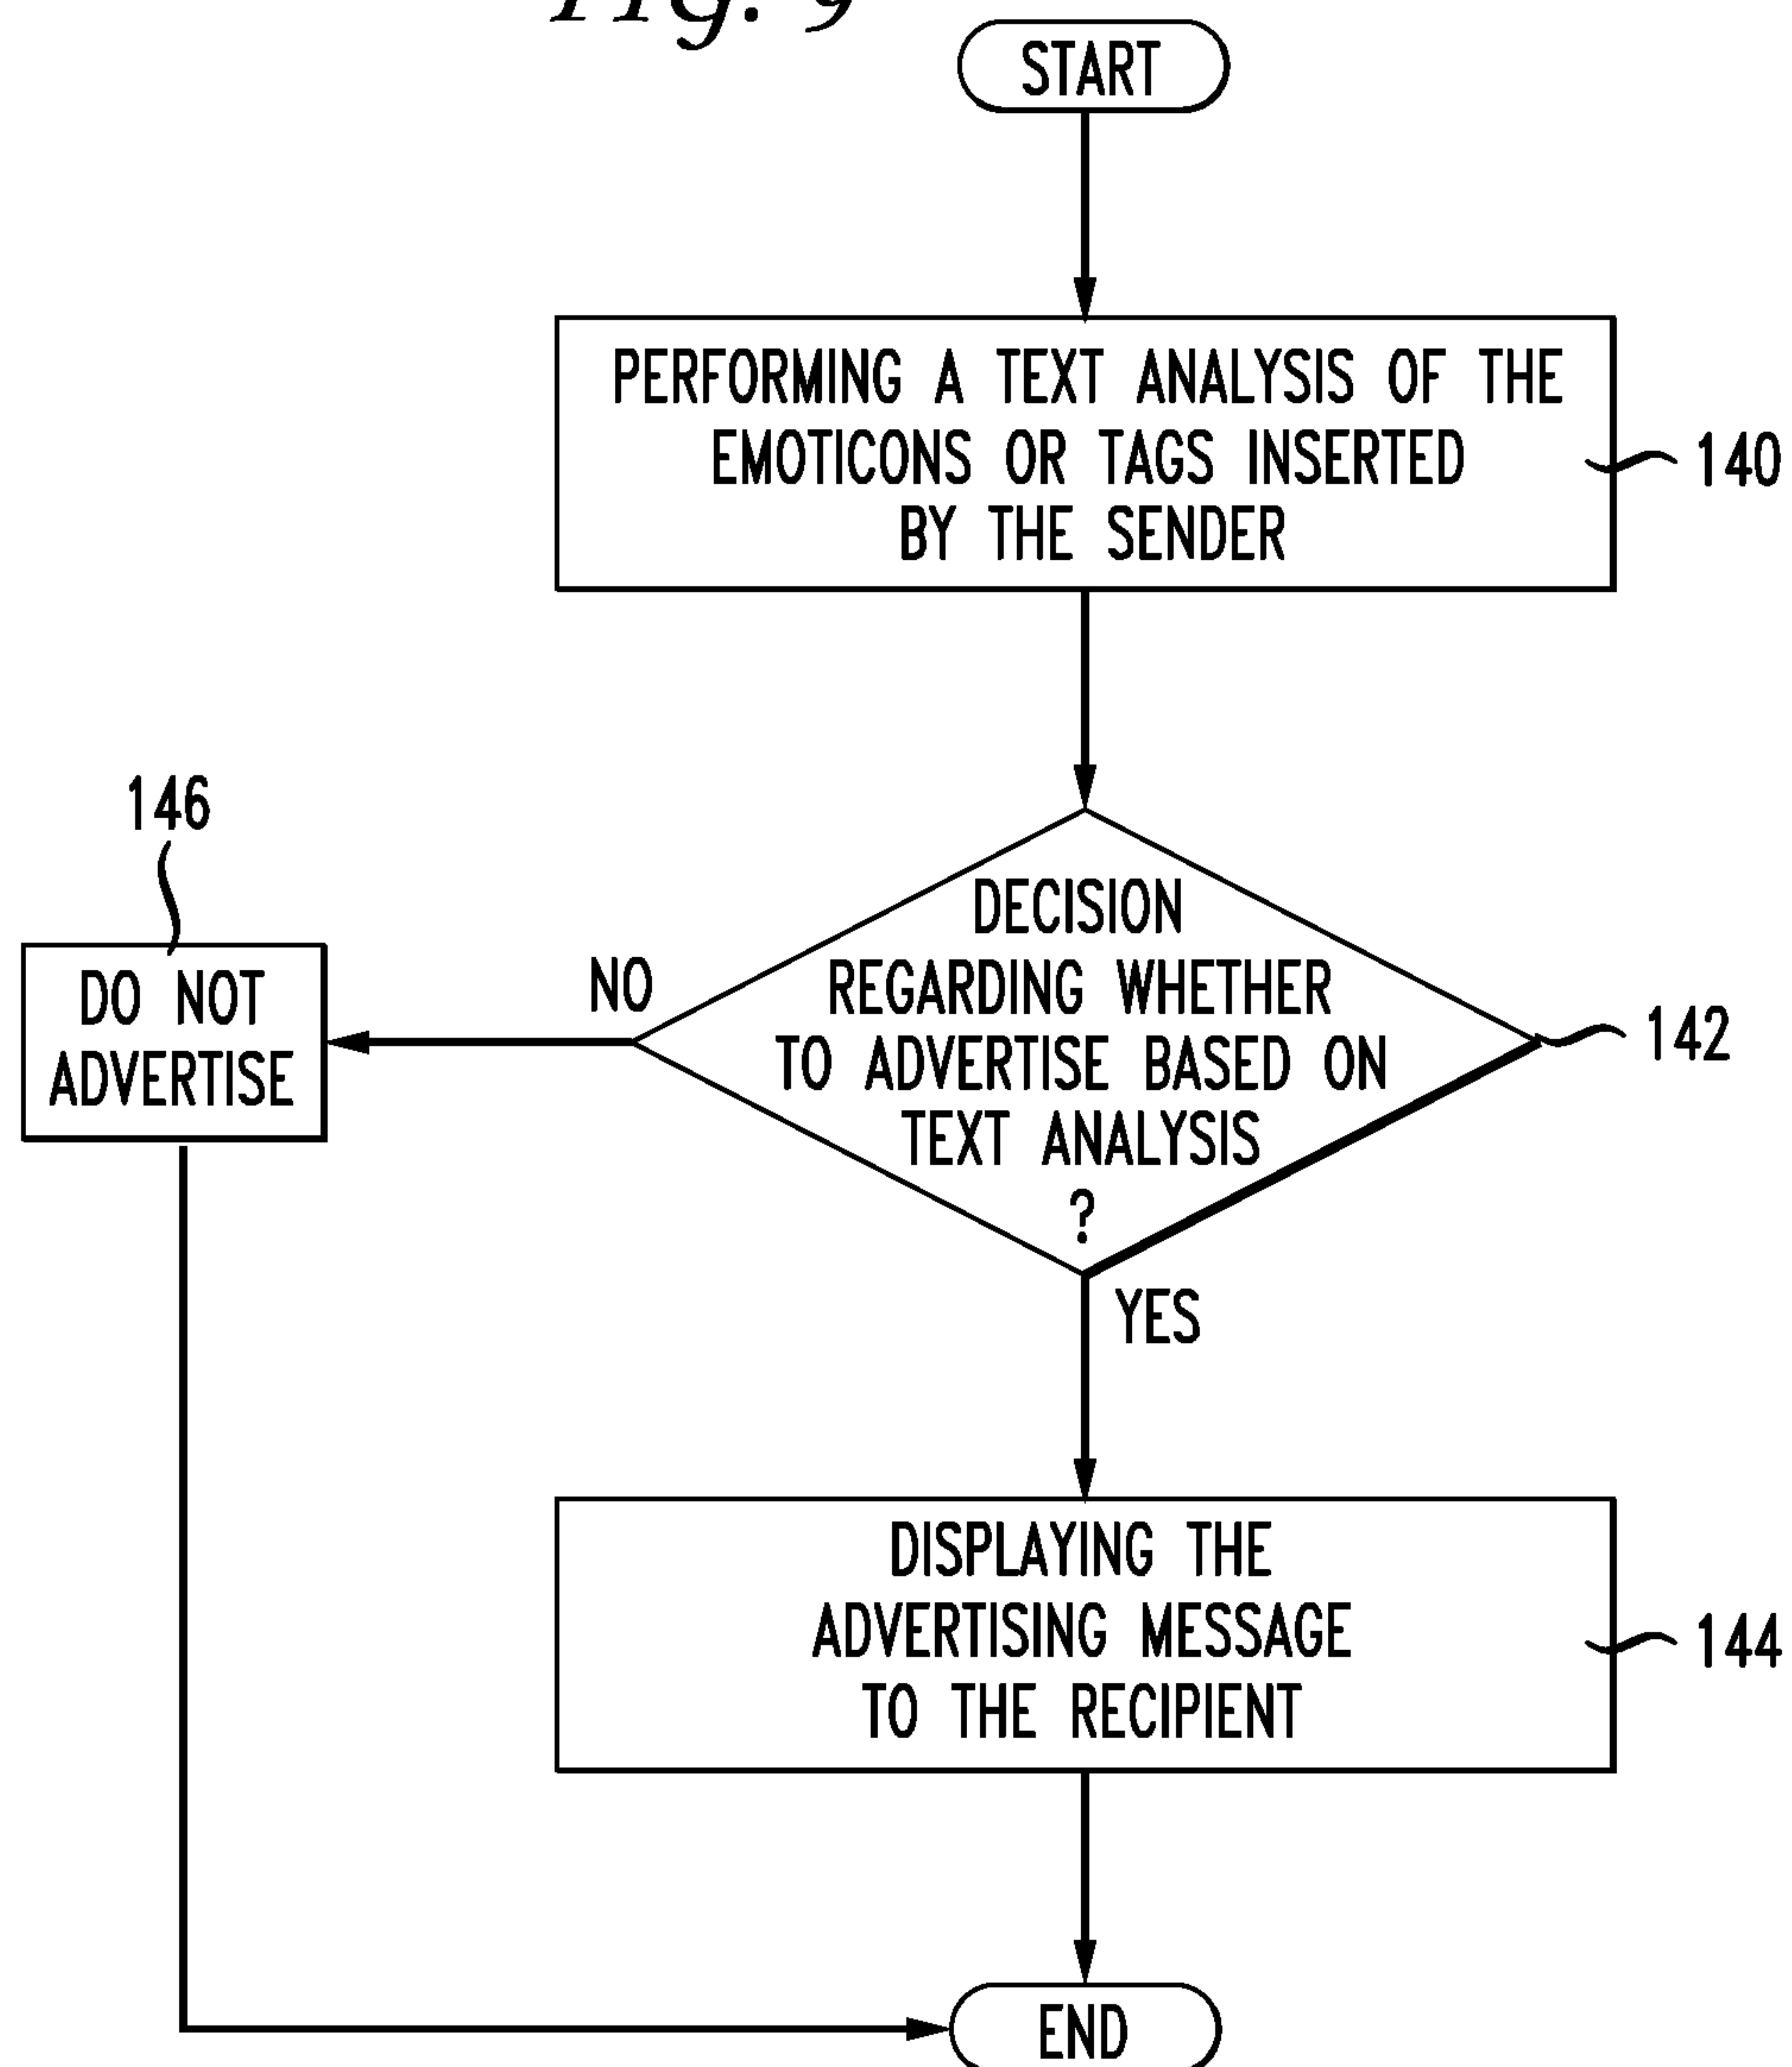 Fig. 9
START
PERFORMING A TEXT ANALYSIS OF THE
EMOTICONS OR TAGS INSERTED
BY THE SENDER
140
146
DECISION
REGARDING WHETHER
TO ADVERTISE BASED ON
TEXT ANALYSIS
?
142
NO
DO NOT
ADVERTISE
YES
DISPLAYING THE
ADVERTISING MESSAGE
TO THE RECIPIENT
144
END